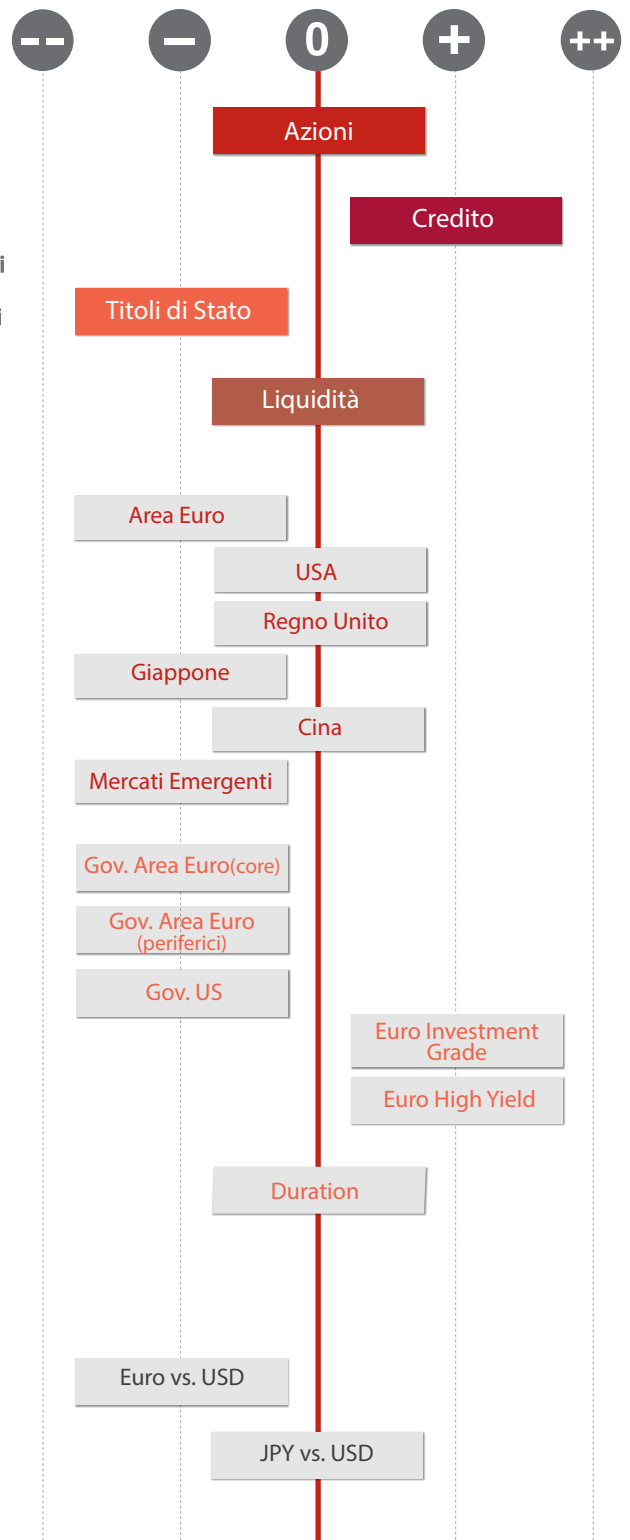 -- − 0 + ++
Azioni
Credito
i
Titoli di Stato
i
Liquidità
Area Euro
USA
Regno Unito
Giappone
Cina
Mercati Emergenti
Gov. Area Euro(core)
Gov. Area Euro
(periferici)
Gov. US
Euro Investment
Grade
Euro High Yield
Duration
Euro vs. USD
JPY vs. USD